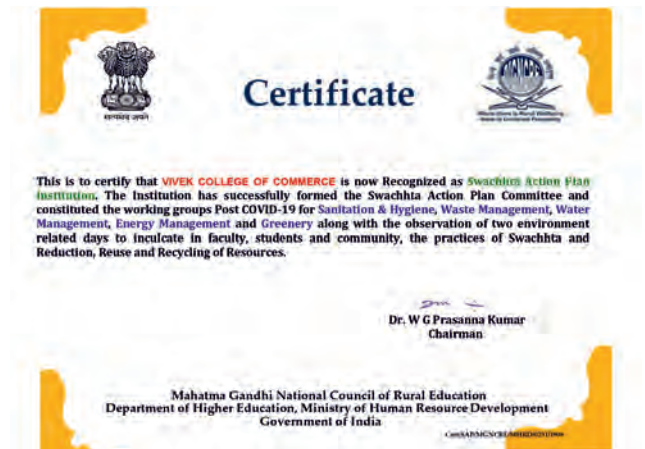 सत्यमेव जयते
Certificate
This is to certify that VIVEK COLLEGE OF COMMERCE is now Recognized as Swachhta Action Plan
Institution. The Institution has successfully formed the Swachhta Action Plan Committee and
constituted the working groups Post COVID-19 for Sanitation & Hygiene, Waste Management, Water
Management, Energy Management and Greenery along with the observation of two environment
related days to inculcate in faculty, students and community, the practices of Swachhta and
Reduction, Reuse and Recycling of Resources.
Dr. W G Prasanna Kumar
Chairman
Mahatma Gandhi National Council of Rural Education
Department of Higher Education, Ministry of Human Resource Development
Government of India